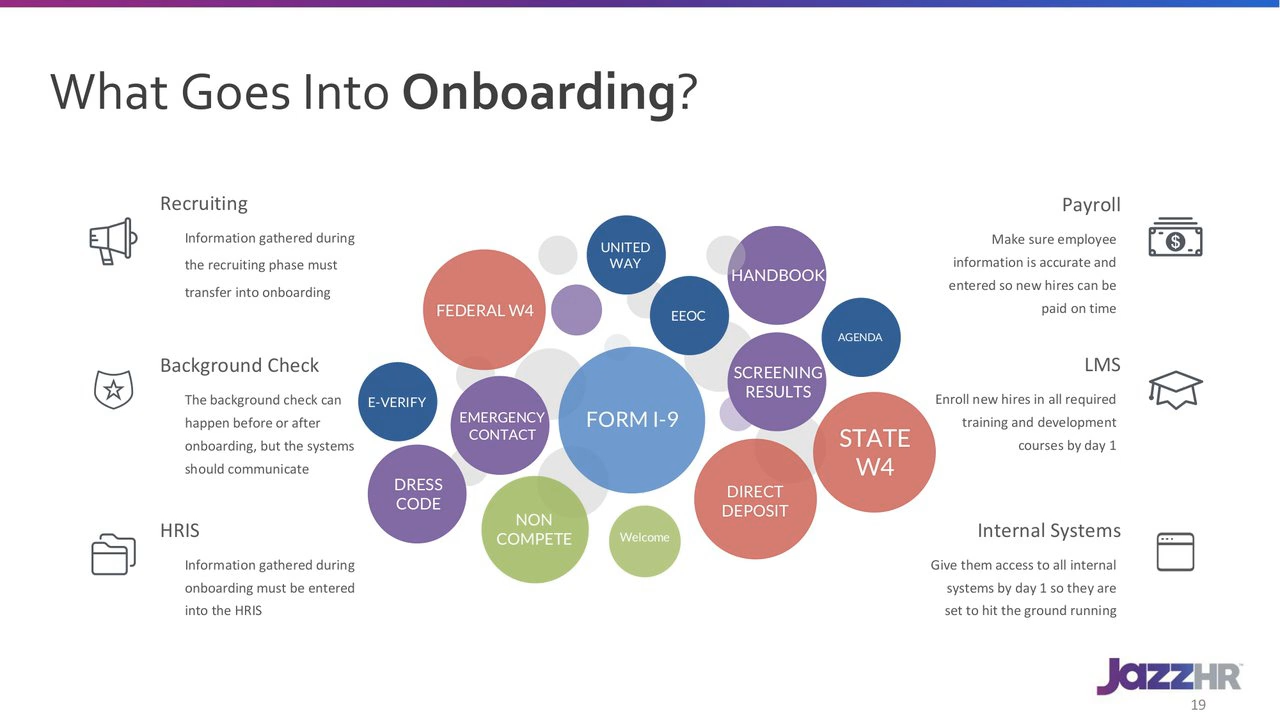 What Goes Into Onboarding?
Recruiting
Information gathered during
the recruiting phase must
transfer into onboarding
Background Check
The background check can
happen before or after
onboarding, but the systems
should communicate
HRIS
Information gathered during
onboarding must be entered
into the HRIS
UNITED
WAY
HANDBOOK
FEDERAL W4
EEOC
AGENDA
SCREENING
RESULTS
E-VERIFY
EMERGENCY
CONTACT
FORM I-9
STATE
W4
DRESS
CODE
DIRECT
DEPOSIT
NON
COMPETE
Welcome
Payroll
$
Make sure employee
information is accurate and
entered so new hires can be
paid on time
LMS
Enroll new hires in all required
training and development
courses by day 1
Internal Systems
Give them access to all internal
systems by day 1 so they are
set to hit the ground running
JazzHR™
19